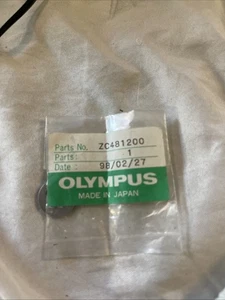 Parts No. ZC481200
Parts : 1
Date : 98/02/27
OLYMPUS
MADE IN JAPAN